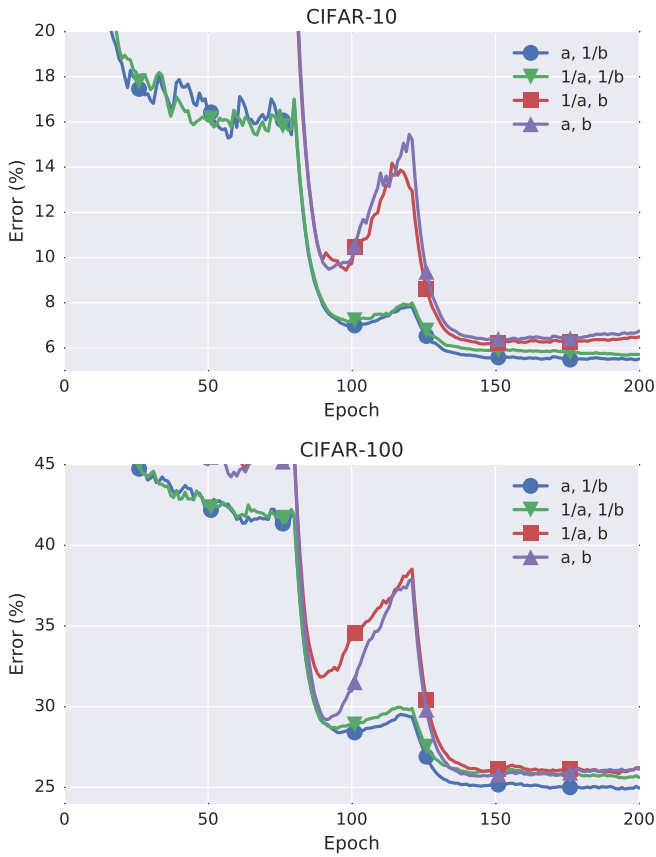 CIFAR-10
20
18
16
14
12
10
8
6
Error (%)
a, 1/b
1/a, 1/b
1/a, b
a, b
0 50 100 150 200
Epoch
CIFAR-100
45
40
35
30
25
Error (%)
a, 1/b
1/a, 1/b
1/a, b
a, b
0 50 100 150 200
Epoch